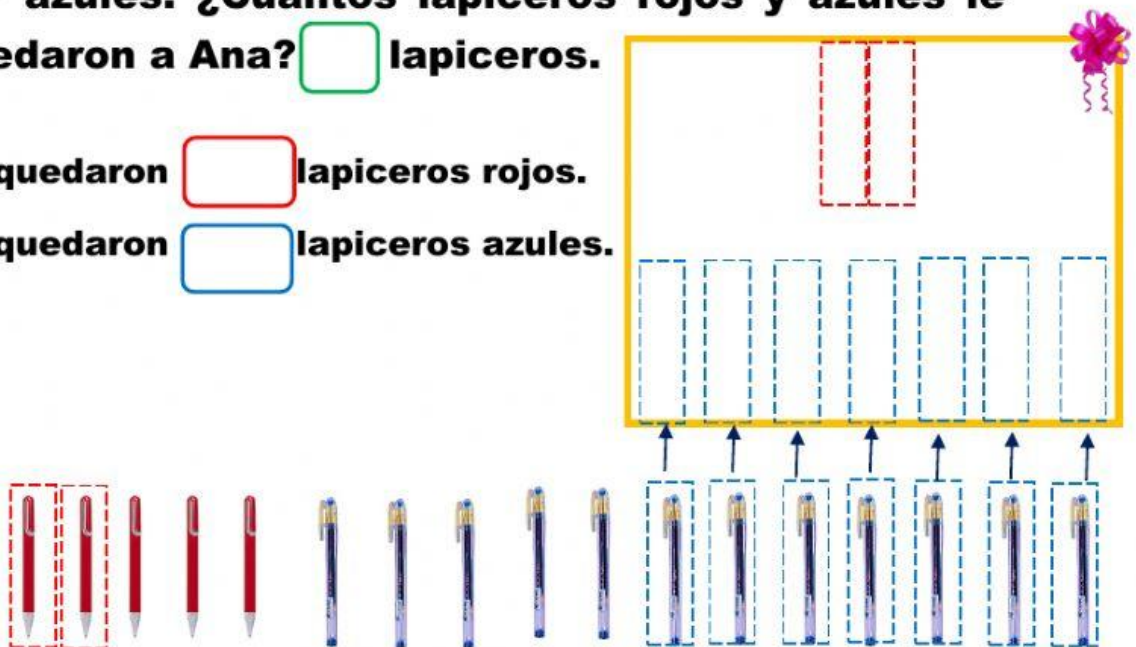 azules. ¿Cuántos lapiceros rojos y azules le
edaron a Ana? lapiceros.
quedaron lapiceros rojos.
quedaron lapiceros azules.